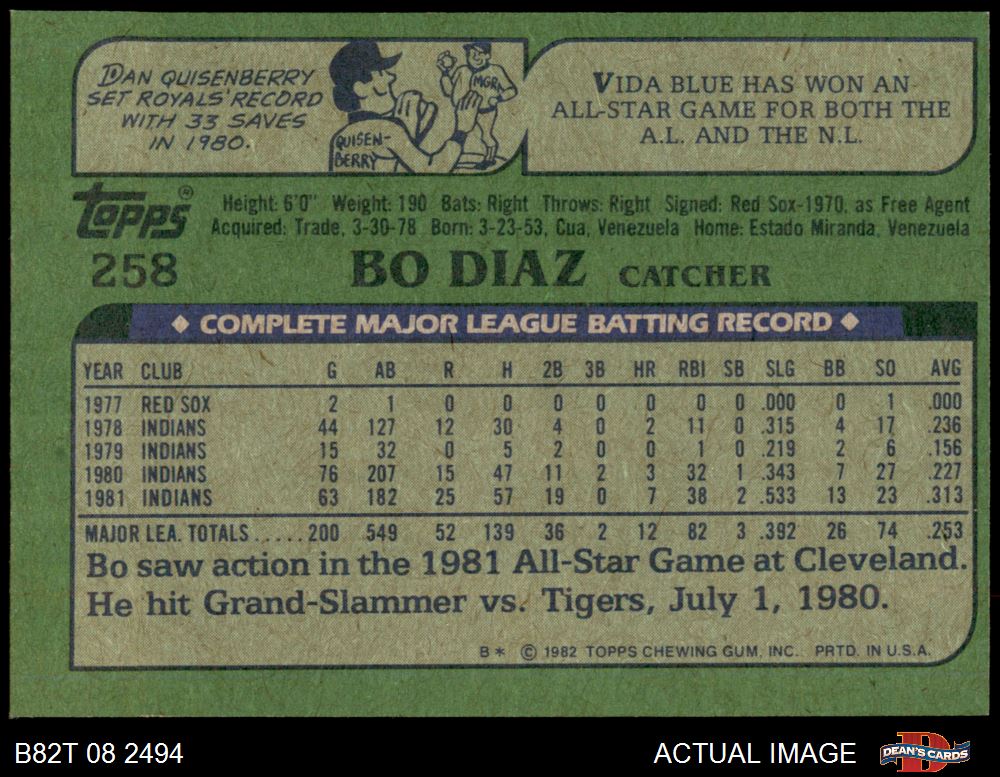 DAN QUISENBERRY
SET ROYALS' RECORD
WITH 33 SAVES
IN 1980.
QUISEN-
BERRY
MGR.
VIDA BLUE HAS WON AN
ALL-STAR GAME FOR BOTH THE
A.L. AND THE N.L.
TOPPS®
Height: 6'0" Weight: 190 Bats: Right Throws: Right Signed: Red Sox-1970, as Free Agent
Acquired: Trade, 3-30-78 Born: 3-23-53, Cua, Venezuela Home: Estado Miranda, Venezuela
258 BO DIAZ CATCHER
◆ COMPLETE MAJOR LEAGUE BATTING RECORD ◆
YEAR CLUB G AB R H 2B 3B HR RBI SB SLG BB SO AVG
1977 RED SOX 2 1 0 0 0 0 0 0 0 .000 0 1 .000
1978 INDIANS 44 127 12 30 4 0 2 11 0 .315 4 17 .236
1979 INDIANS 15 32 0 5 2 0 0 1 0 .219 2 6 .156
1980 INDIANS 76 207 15 47 11 2 3 32 1 .343 7 27 .227
1981 INDIANS 63 182 25 57 19 0 7 38 2 .533 13 23 .313
MAJOR LEA. TOTALS.....200 549 52 139 36 2 12 82 3 .392 26 74 .253
Bo saw action in the 1981 All-Star Game at Cleveland.
He hit Grand-Slammer vs. Tigers, July 1, 1980.
B* © 1982 TOPPS CHEWING GUM, INC. PRTD. IN U.S.A.
B82T 08 2494 ACTUAL IMAGE DEAN'S CARDS